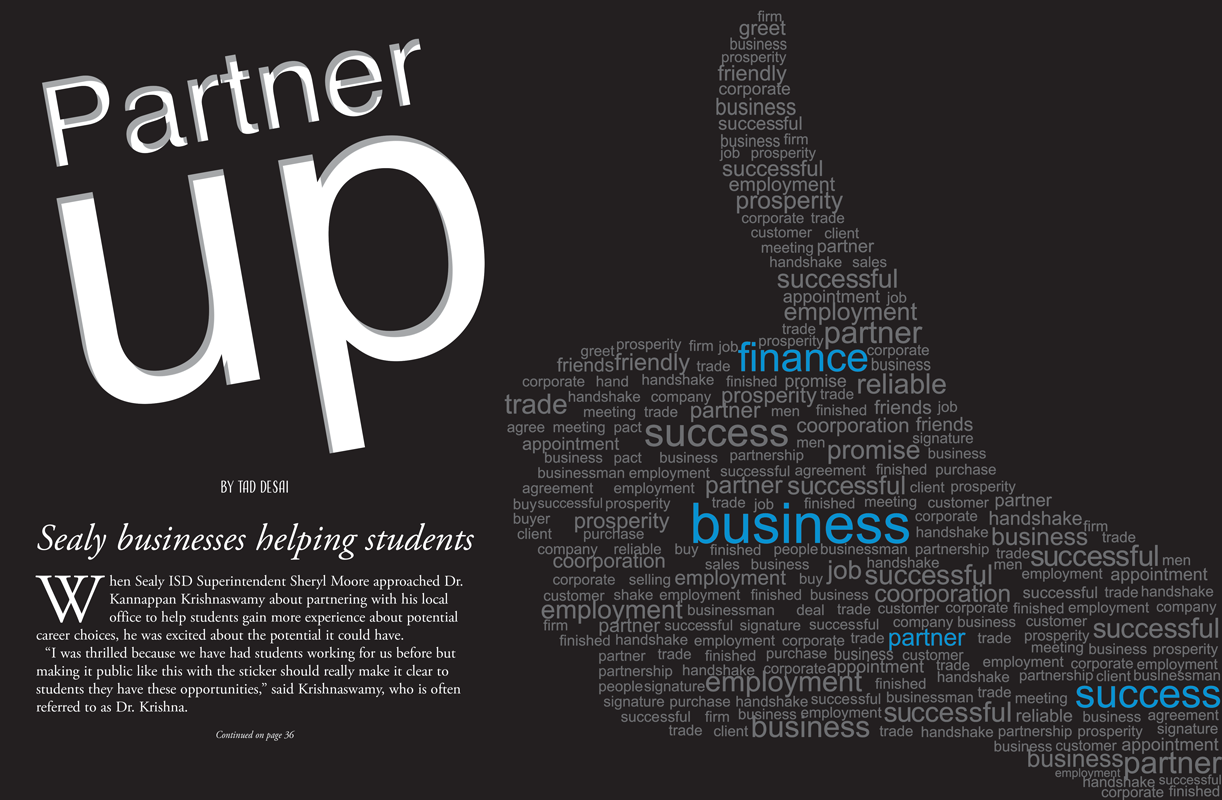 Partner
up
BY TAD DESAI
Sealy businesses helping students
When Sealy ISD Superintendent Sheryl Moore approached Dr.
Kannappan Krishnaswamy about partnering with his local
office to help students gain more experience about potential
career choices, he was excited about the potential it could have.
“I was thrilled because we have had students working for us before but
making it public like this with the sticker should really make it clear to
students they have these opportunities,” said Krishnaswamy, who is often
referred to as Dr. Krishna.
Continued on page 36
firm
greet
business
prosperity
friendly
corporate
business
successful
business firm
job prosperity
successful
employment
prosperity
corporate trade
customer client
meeting partner
handshake sales
successful
appointment job
employment
trade partner
greet prosperity firm job finance prosperity corporate
friends friendly trade business
corporate hand handshake finished promise reliable
trade handshake company prosperity trade
meeting trade partner men finished friends job
agree meeting pact success coorporation friends
appointment men promise signature
business pact business partnership business
businessman employment successful agreement finished purchase
agreement employment partner successful client prosperity
buy successful prosperity trade job finished meeting customer partner
buyer prosperity business corporate handshake firm
client purchase handshake business trade
company reliable buy finished people businessman partnership trade successful men
coorporation sales business job handshake men
corporate selling employment buy successful employment appointment
customer shake employment finished business coorporation successful trade handshake
employment businessman deal trade customer corporate finished employment company
firm partner successful signature successful company business customer successful
finished handshake employment corporate trade partner trade prosperity
partner trade finished purchase business customer meeting business prosperity
partnership handshake corporate appointment trade employment corporate employment
people signature employment finished handshake partnership client businessman
signature purchase handshake successful businessman trade meeting success
successful firm business employment successful reliable business agreement
trade client business trade handshake partnership prosperity signature
business customer appointment
business partner
employment
handshake successful
corporate finished